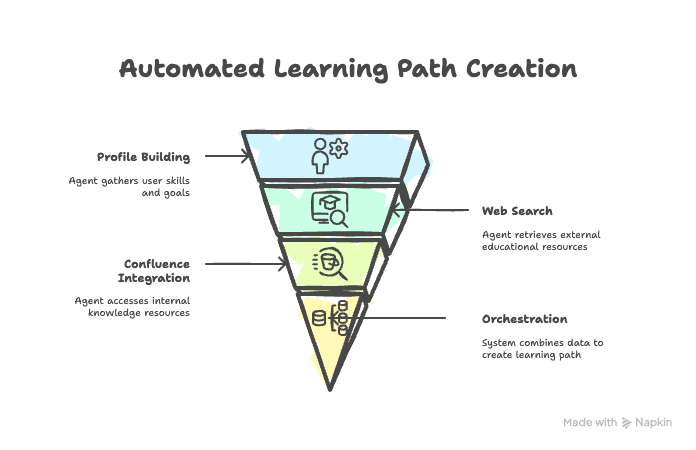 Automated Learning Path Creation
Profile Building
Agent gathers user skills
and goals
Web Search
Agent retrieves external
educational resources
Confluence
Integration
Agent accesses internal
knowledge resources
Orchestration
System combines data to
create learning path
Made with Napkin